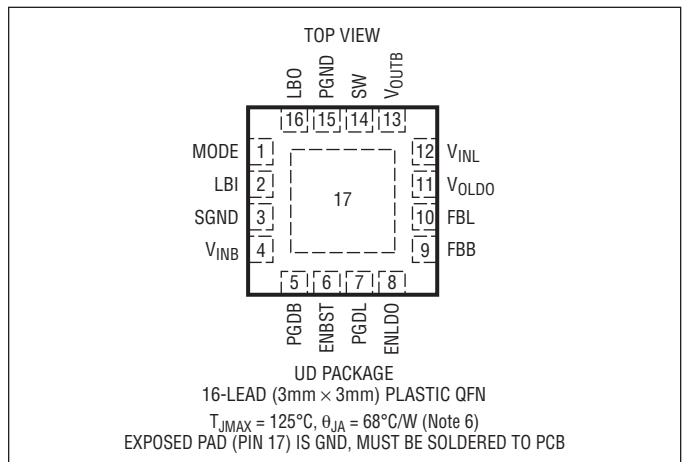 TOP VIEW
LBO PGND SW VOUTB
16 15 14 13
MODE 1 12 VINL
LBI 2 11 VOLDO
17
SGND 3 10 FBL
VINB 4 9 FBB
5 6 7 8
PGDB ENBST PGDL ENLDO
UD PACKAGE
16-LEAD (3mm × 3mm) PLASTIC QFN
TJMAX = 125°C, θJA = 68°C/W (Note 6)
EXPOSED PAD (PIN 17) IS GND, MUST BE SOLDERED TO PCB